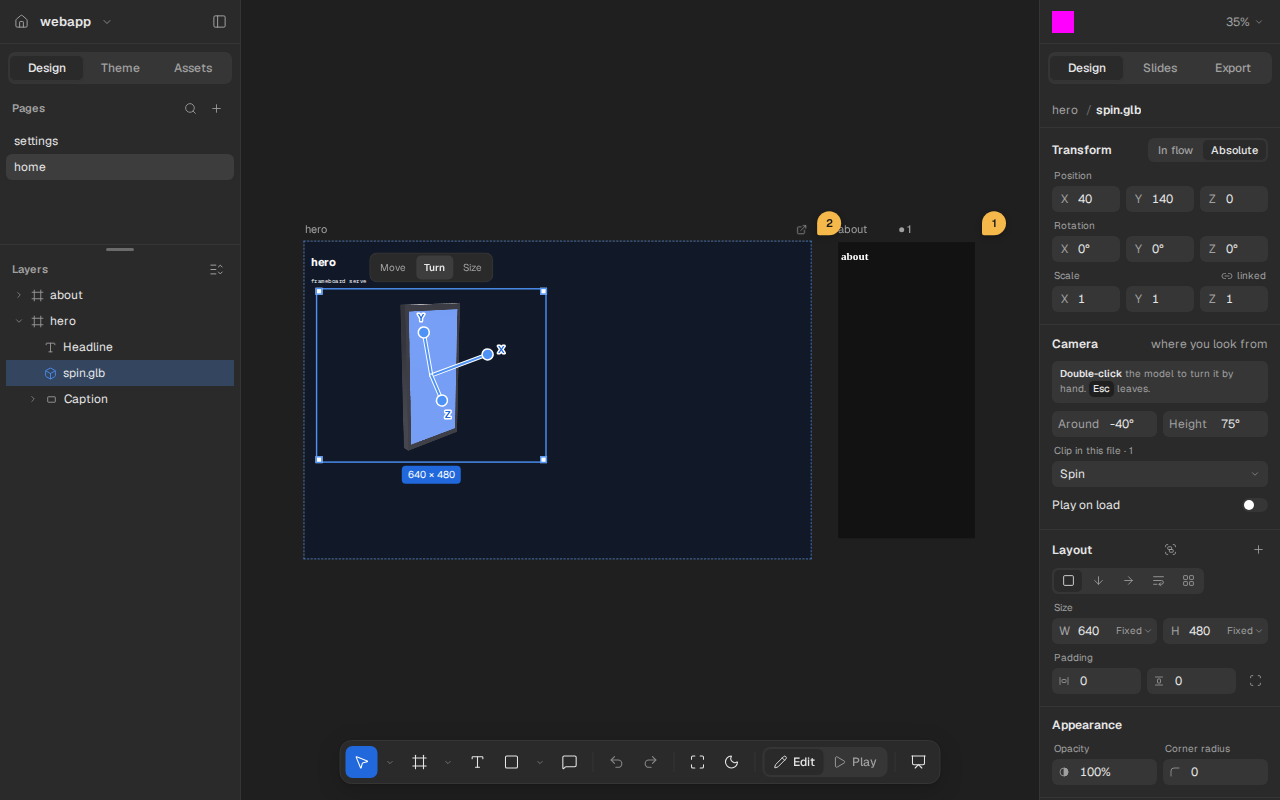 webapp
35%
Design
Theme
Assets
Design
Slides
Export
Pages
settings
home
Layers
about
hero
Headline
spin.glb
Caption
hero
2
about
1
1
hero
frameboard serve
Move
Turn
Size
Y
X
Z
640 × 480
about
Edit
Play
hero / spin.glb
Transform
In flow
Absolute
Position
X 40
Y 140
Z 0
Rotation
X 0°
Y 0°
Z 0°
Scale
linked
X 1
Y 1
Z 1
Camera
where you look from
Double-click the model to turn it by
hand. Esc leaves.
Around -40°
Height 75°
Clip in this file · 1
Spin
Play on load
Layout
Size
W 640 Fixed
H 480 Fixed
Padding
0
0
Appearance
Opacity
Corner radius
100%
0